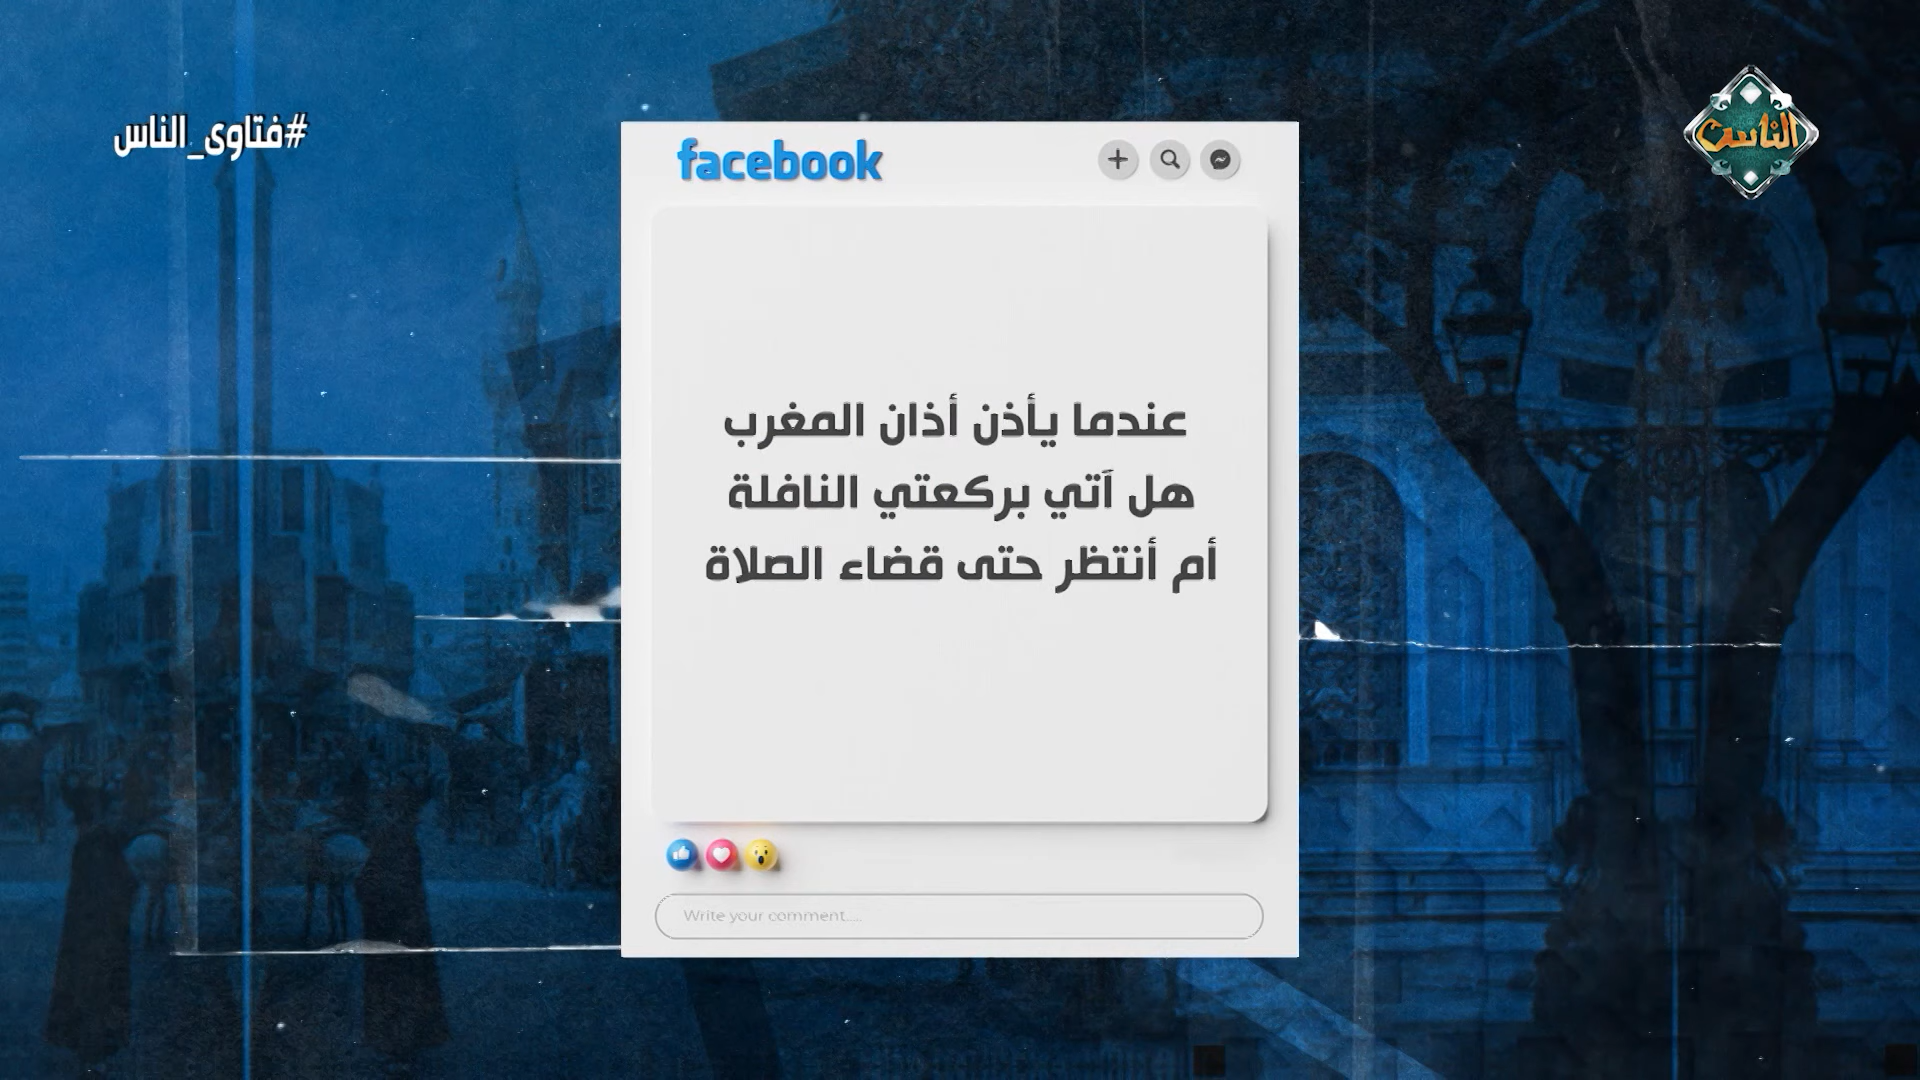 #فتاوى_الناس
الناس
facebook
عندما يأذن أذان المغرب
هل آتي بركعتي النافلة
أم أنتظر حتى قضاء الصلاة
Write your comment....